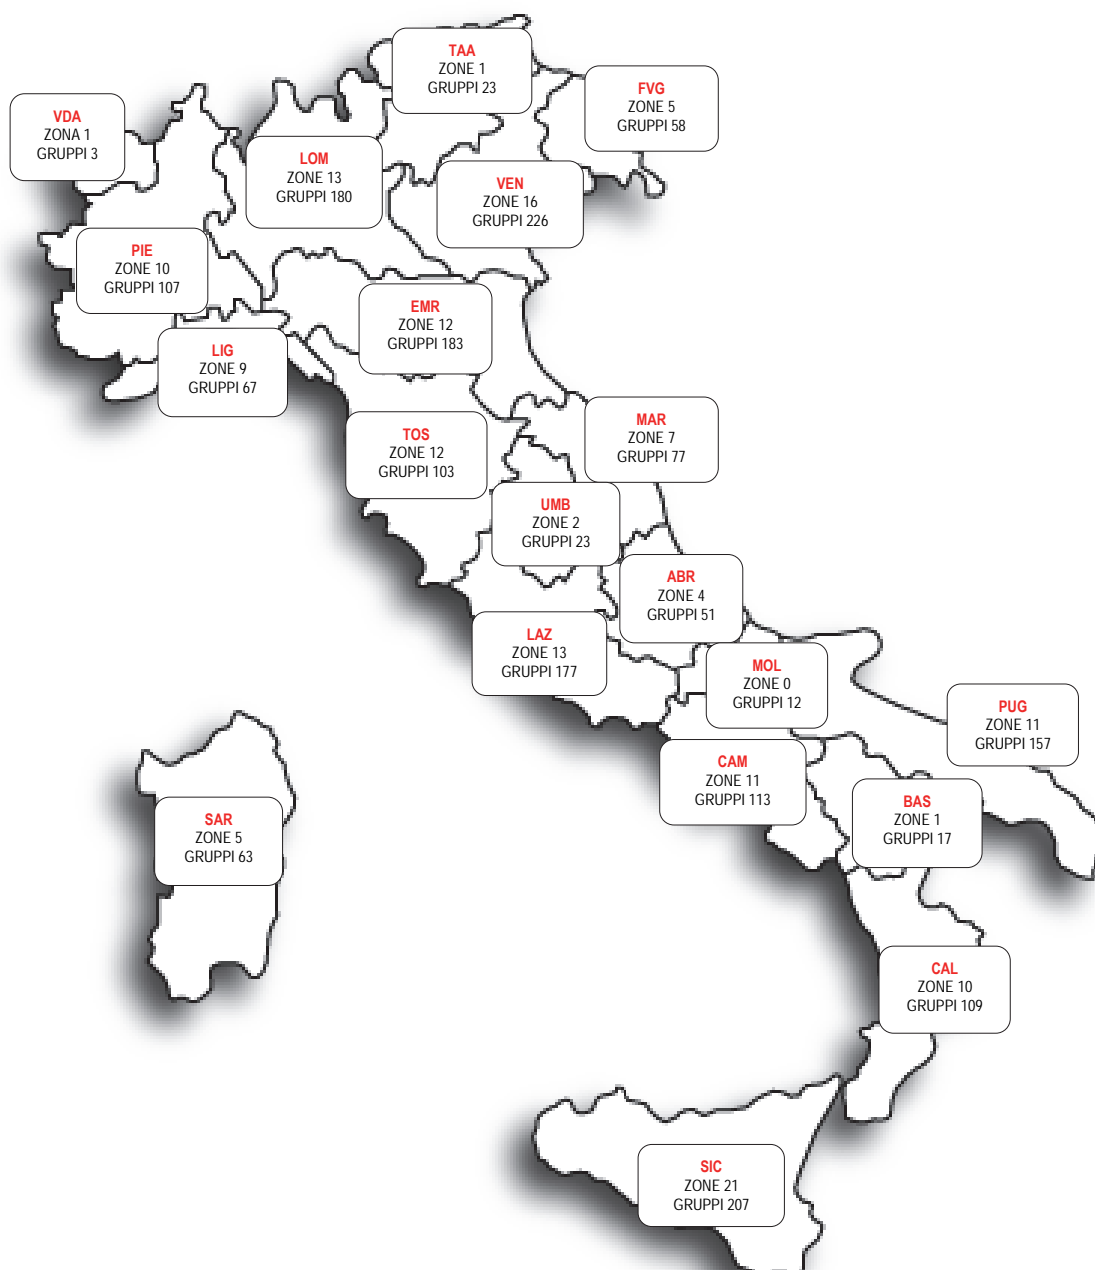 TAA
ZONE 1
GRUPPI 23
FVG
ZONE 5
GRUPPI 58
VDA
ZONA 1
GRUPPI 3
LOM
ZONE 13
GRUPPI 180
VEN
ZONE 16
GRUPPI 226
PIE
ZONE 10
GRUPPI 107
EMR
ZONE 12
GRUPPI 183
LIG
ZONE 9
GRUPPI 67
MAR
ZONE 7
GRUPPI 77
TOS
ZONE 12
GRUPPI 103
UMB
ZONE 2
GRUPPI 23
ABR
ZONE 4
GRUPPI 51
LAZ
ZONE 13
GRUPPI 177
MOL
ZONE 0
GRUPPI 12
PUG
ZONE 11
GRUPPI 157
CAM
ZONE 11
GRUPPI 113
BAS
ZONE 1
GRUPPI 17
SAR
ZONE 5
GRUPPI 63
CAL
ZONE 10
GRUPPI 109
SIC
ZONE 21
GRUPPI 207